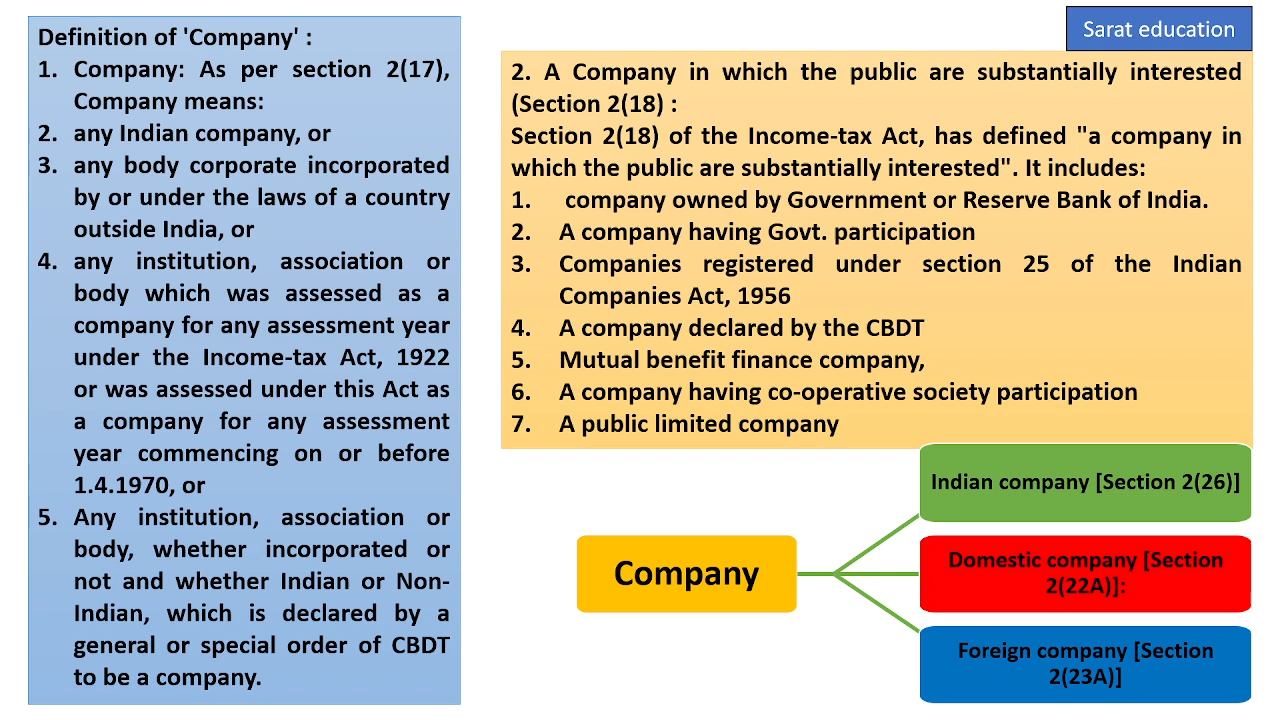 Sarat education
Definition of 'Company' :
1. Company: As per section 2(17),
Company means:
2. any Indian company, or
3. any body corporate incorporated
by or under the laws of a country
outside India, or
4. any institution, association or
body which was assessed as a
company for any assessment year
under the Income-tax Act, 1922
or was assessed under this Act as
a company for any assessment
year commencing on or before
1.4.1970, or
5. Any institution, association or
body, whether incorporated or
not and whether Indian or Non-
Indian, which is declared by a
general or special order of CBDT
to be a company.
2. A Company in which the public are substantially interested
(Section 2(18) :
Section 2(18) of the Income-tax Act, has defined "a company in
which the public are substantially interested". It includes:
1. company owned by Government or Reserve Bank of India.
2. A company having Govt. participation
3. Companies registered under section 25 of the Indian
Companies Act, 1956
4. A company declared by the CBDT
5. Mutual benefit finance company,
6. A company having co-operative society participation
7. A public limited company
Company
Indian company [Section 2(26)]
Domestic company [Section
2(22A)]:
Foreign company [Section
2(23A)]